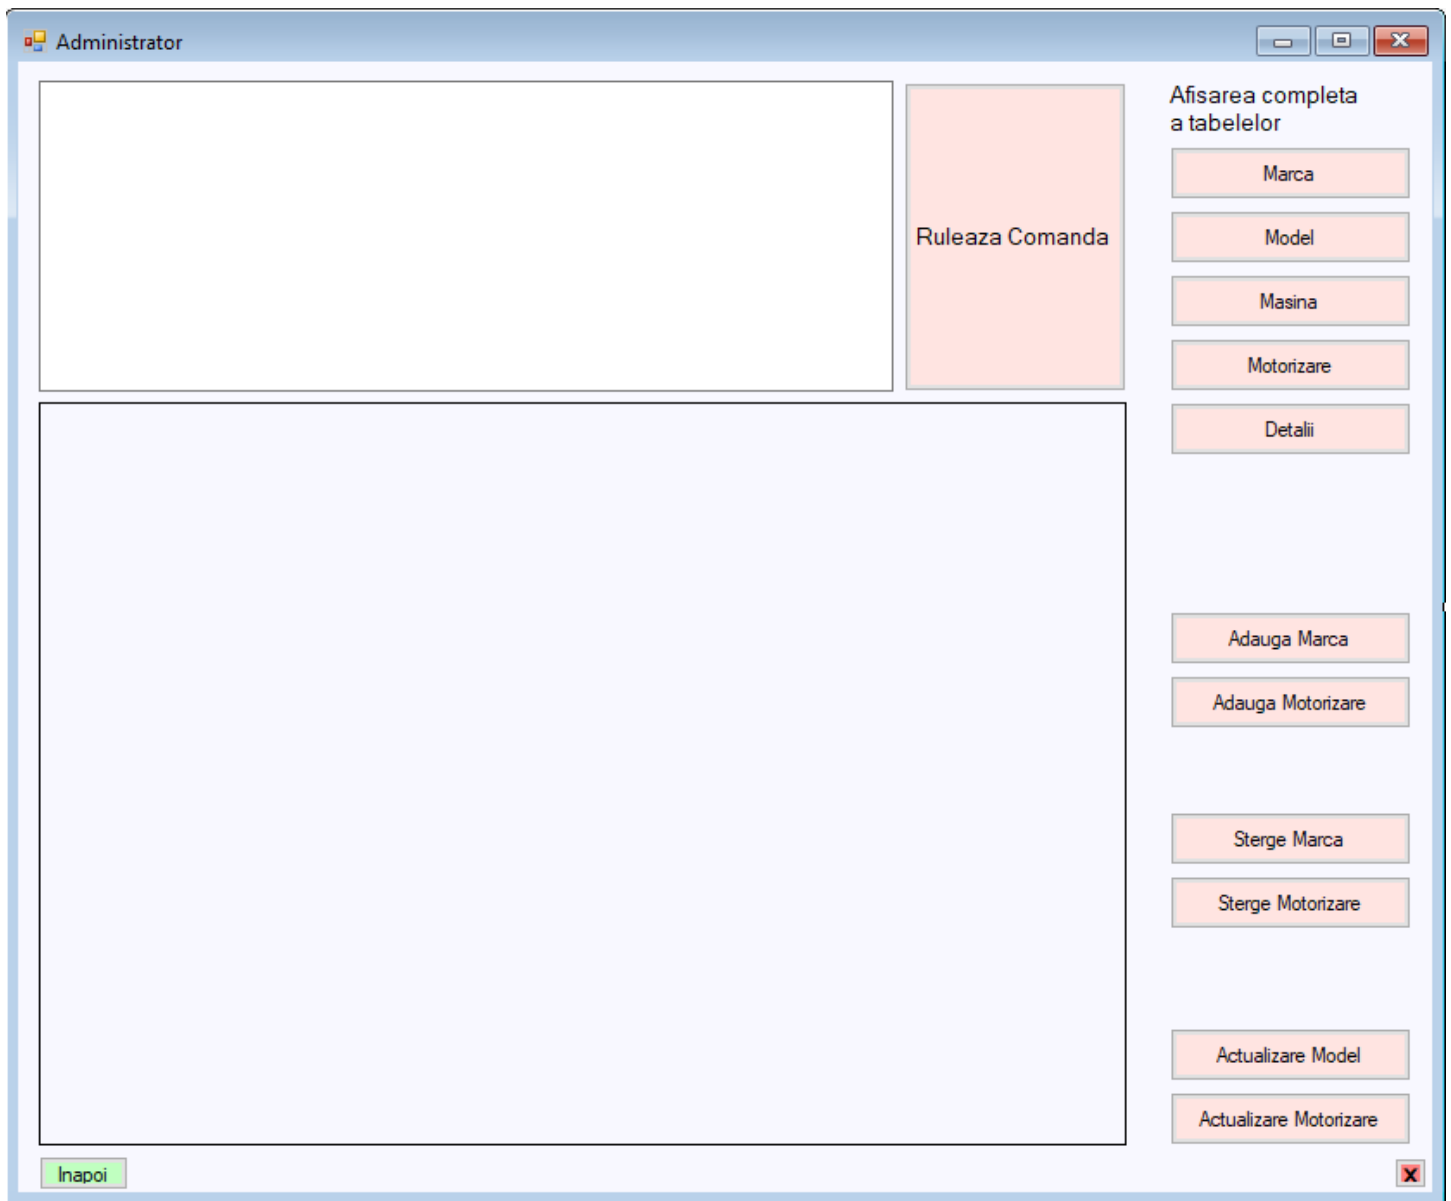 Administrator
Ruleaza Comanda
Afisarea completa
a tabelelor
Marca
Model
Masina
Motorizare
Detalii
Adauga Marca
Adauga Motorizare
Sterge Marca
Sterge Motorizare
Actualizare Model
Actualizare Motorizare
Inapoi
X